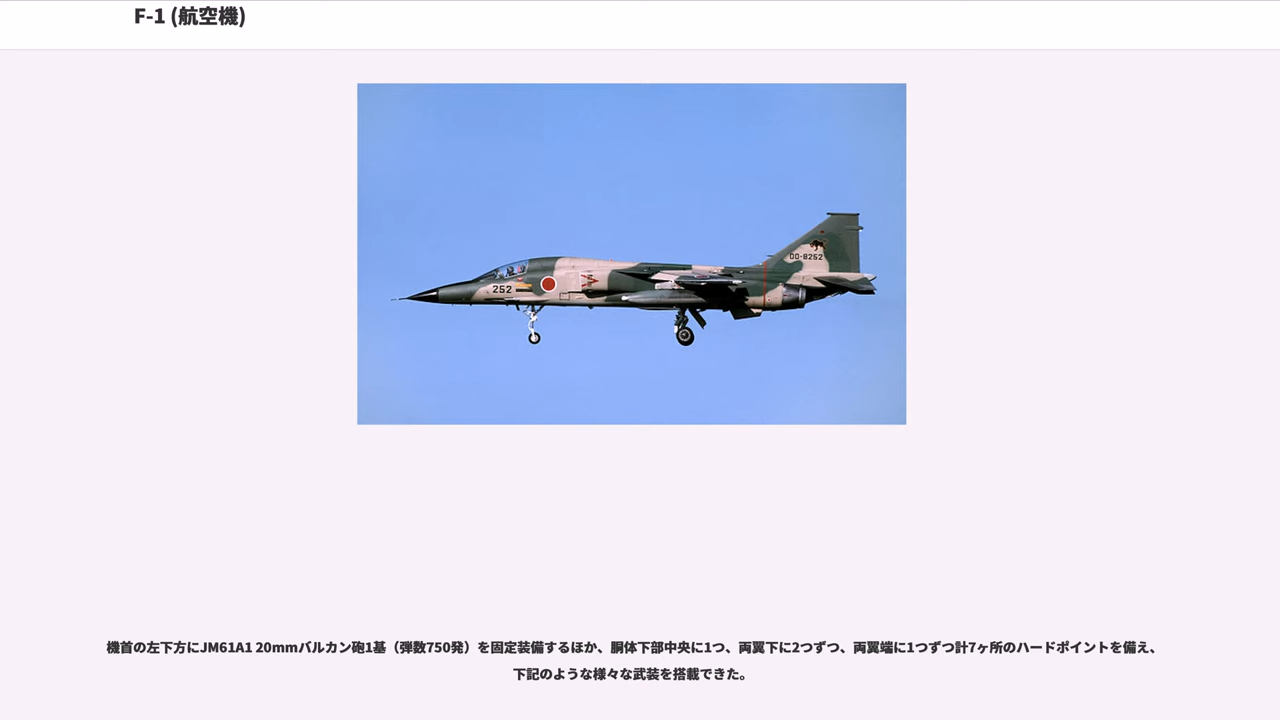 F-1 (航空機)
00-8252
252
機首の左下方にJM61A1 20mmバルカン砲1基（弾数750発）を固定装備するほか、胴体下部中央に1つ、両翼下に2つずつ、両翼端に1つずつ計7ヶ所のハードポイントを備え、
下記のような様々な武装を搭載できた。